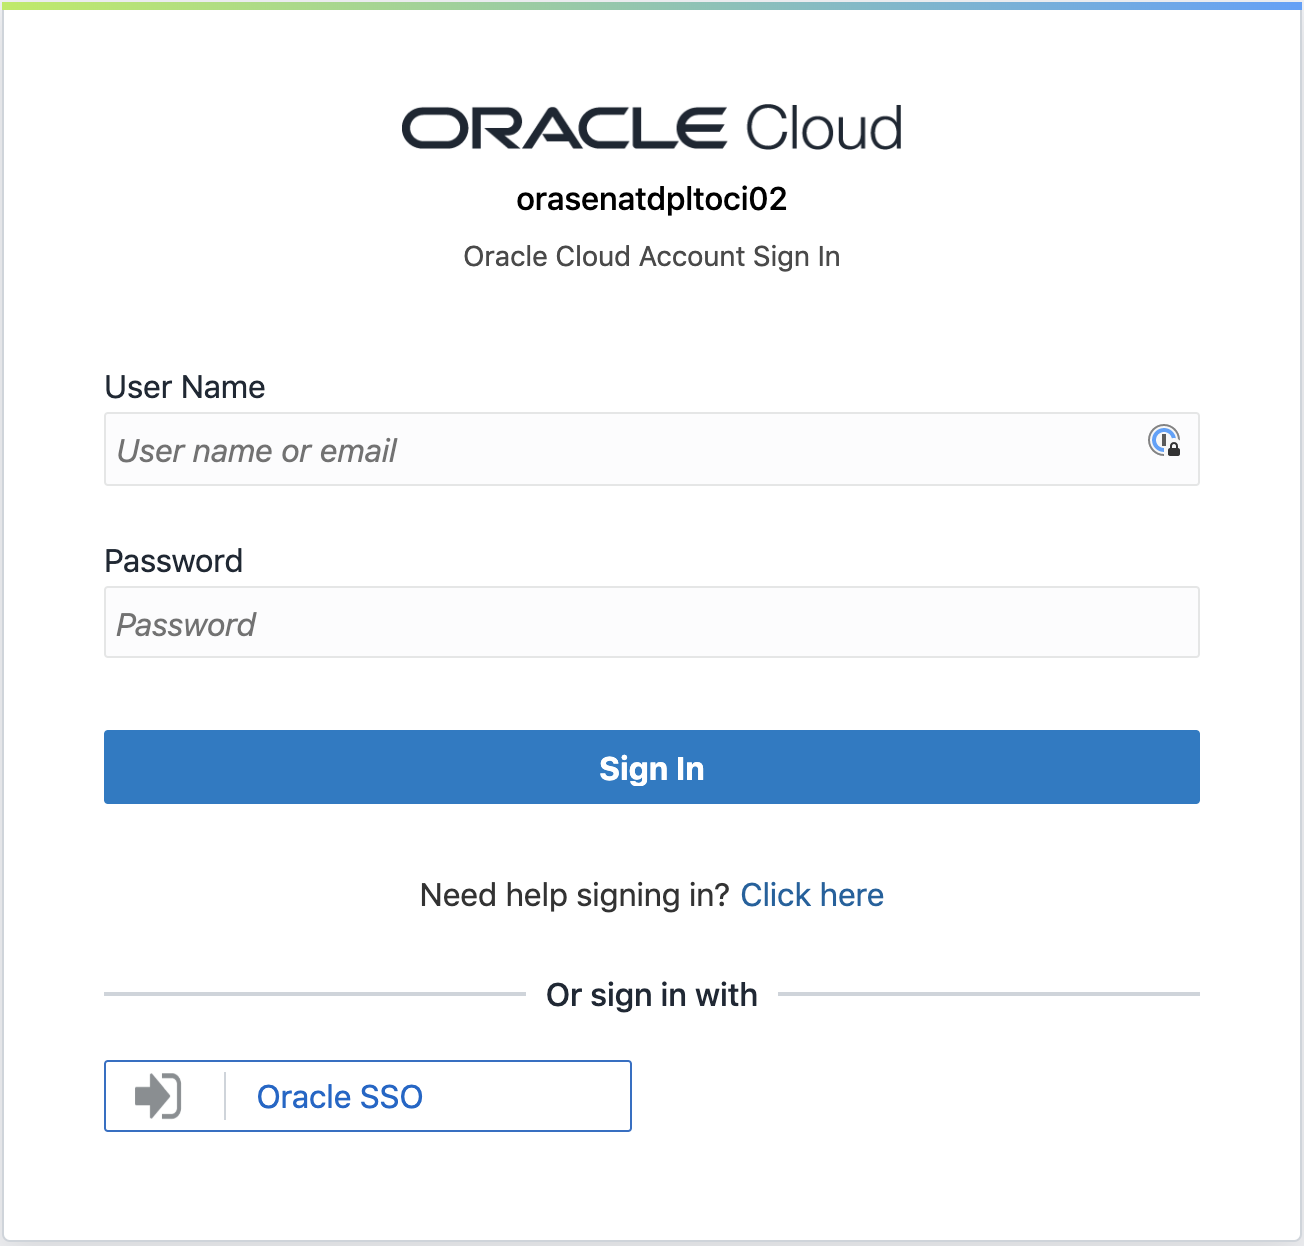 ORACLE Cloud
orasenatdpltoci02
Oracle Cloud Account Sign In
User Name
User name or email
Password
Password
Sign In
Need help signing in? Click here
Or sign in with
Oracle SSO